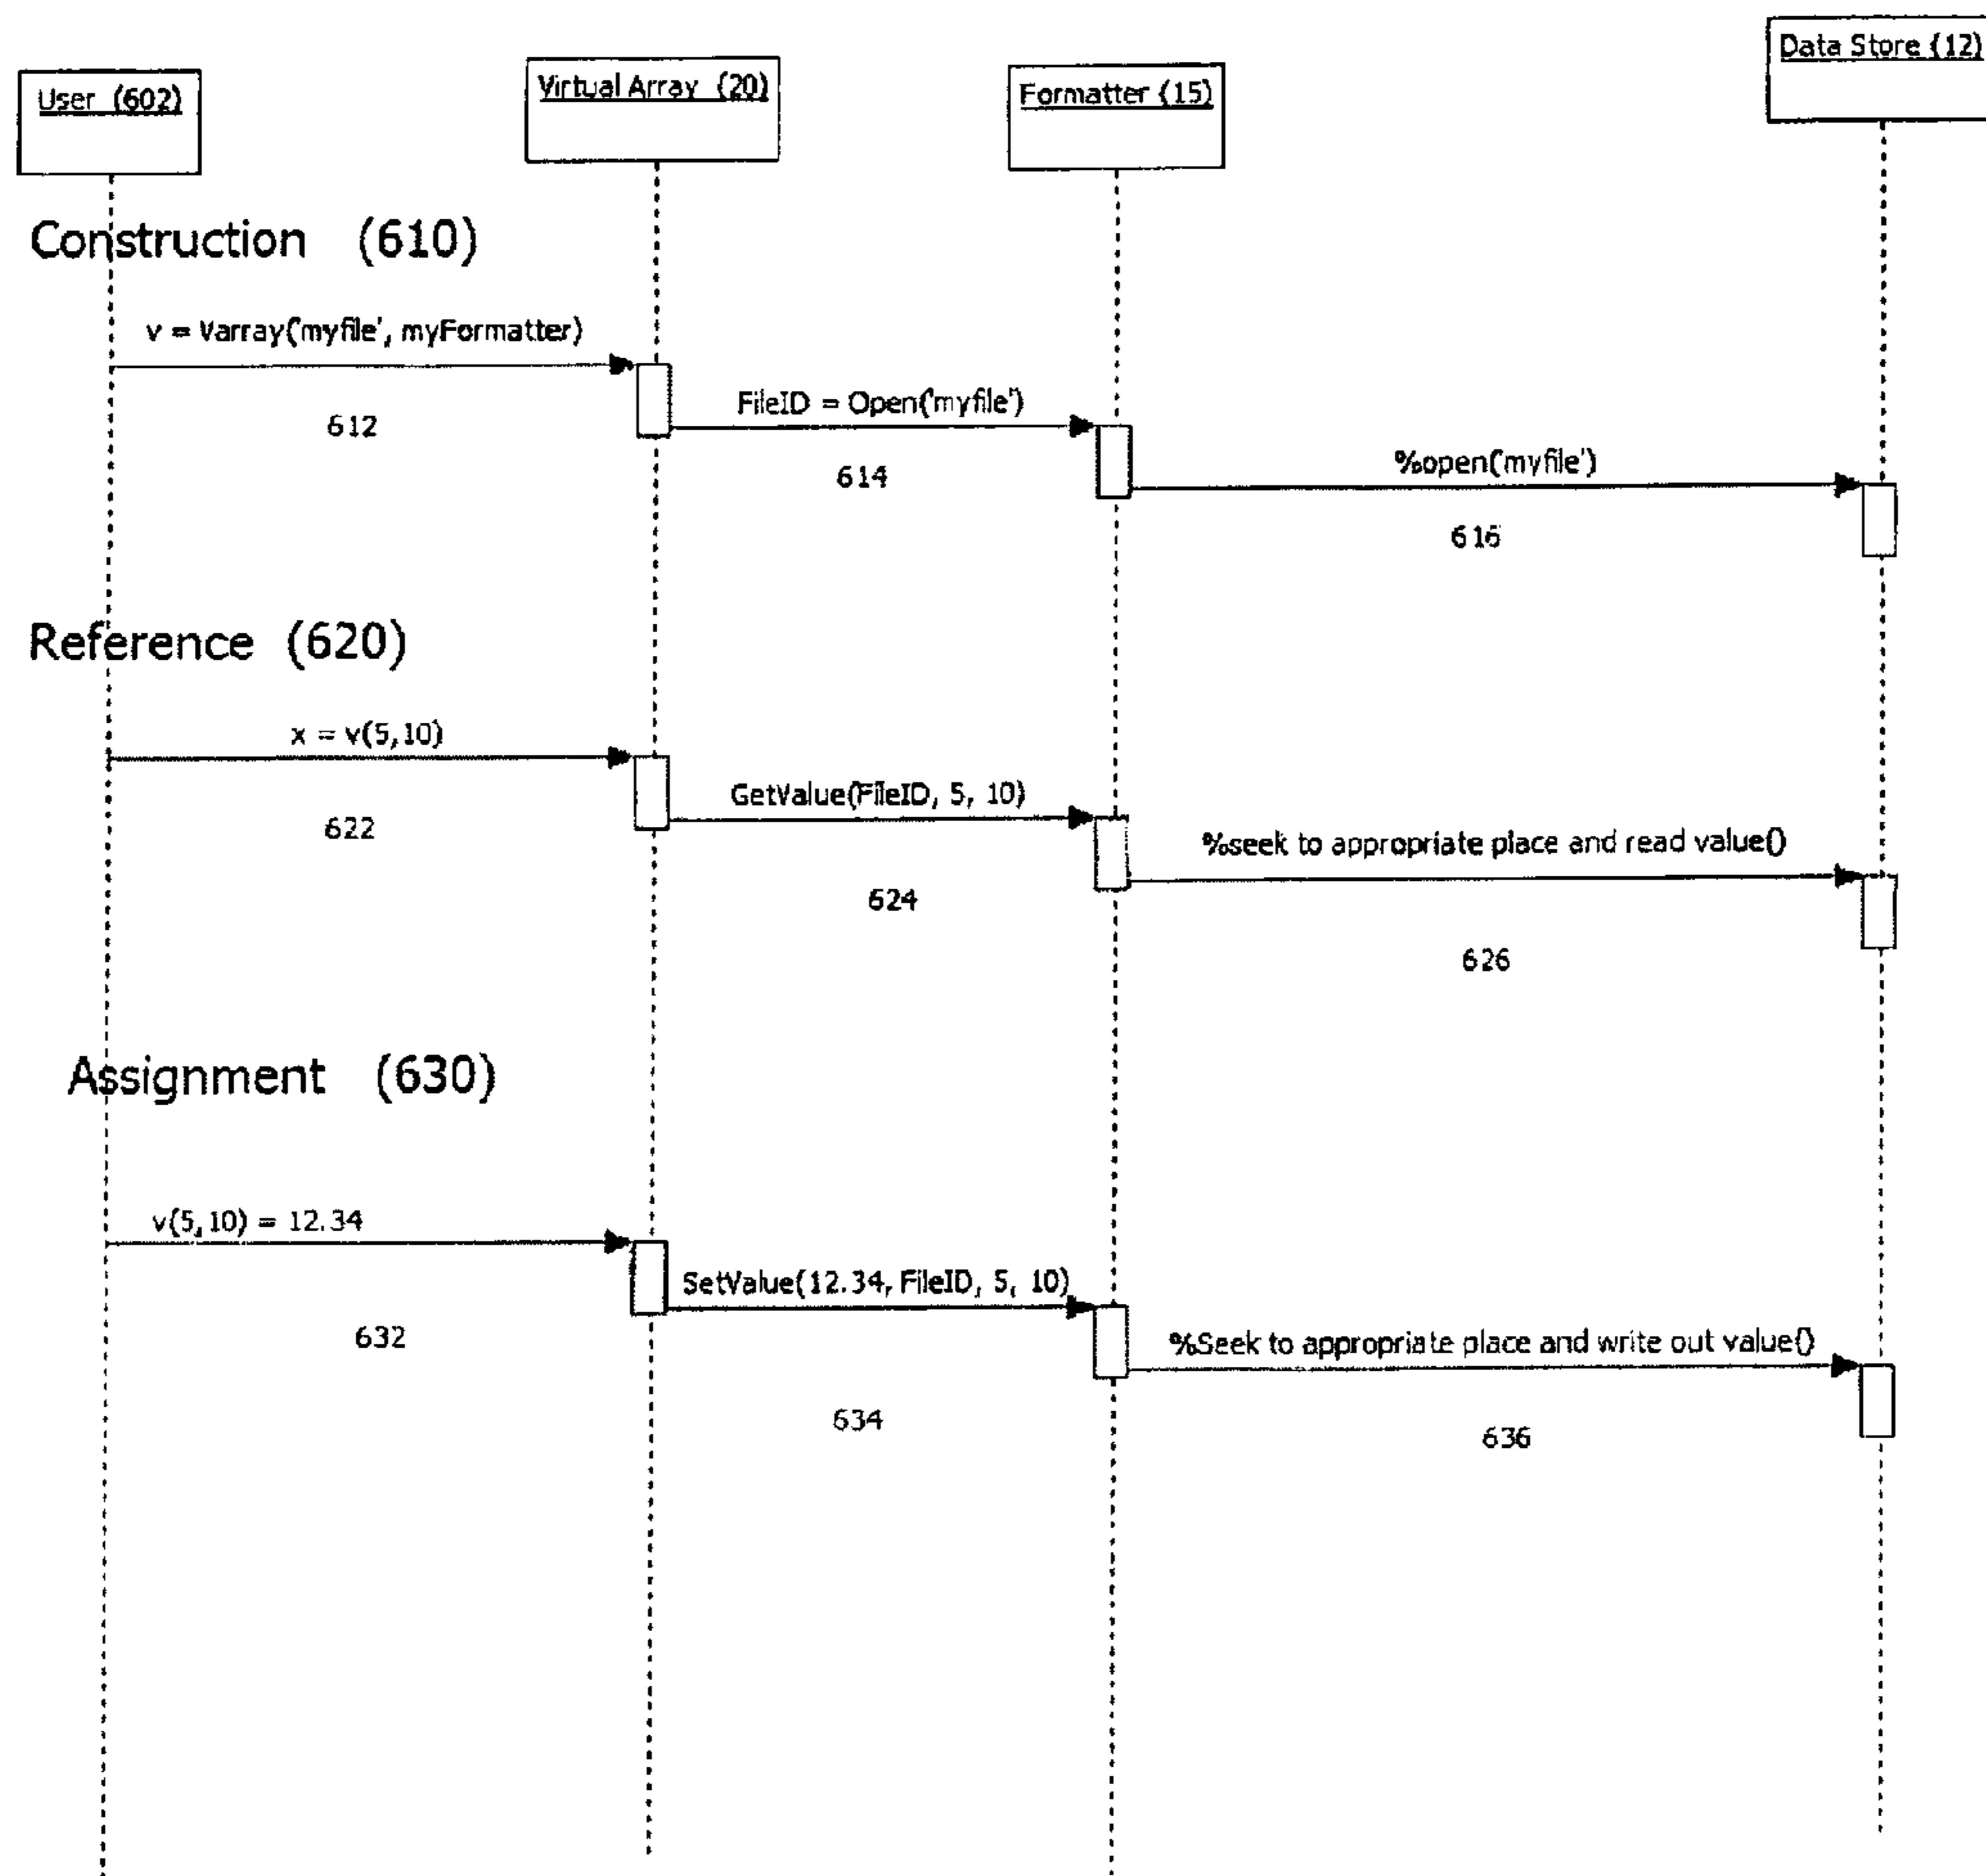 User (602)
Virtual Array (20)
Formatter (15)
Data Store (12)
Construction (610)
v = Varray('myfile', myFormatter)
612
FileID = Open('myfile')
614
%open('myfile')
616
Reference (620)
x = v(5,10)
622
GetValue(FileID, 5, 10)
624
%seek to appropriate place and read value()
626
Assignment (630)
v(5,10) = 12.34
632
SetValue(12.34, FileID, 5, 10)
634
%Seek to appropriate place and write out value()
636